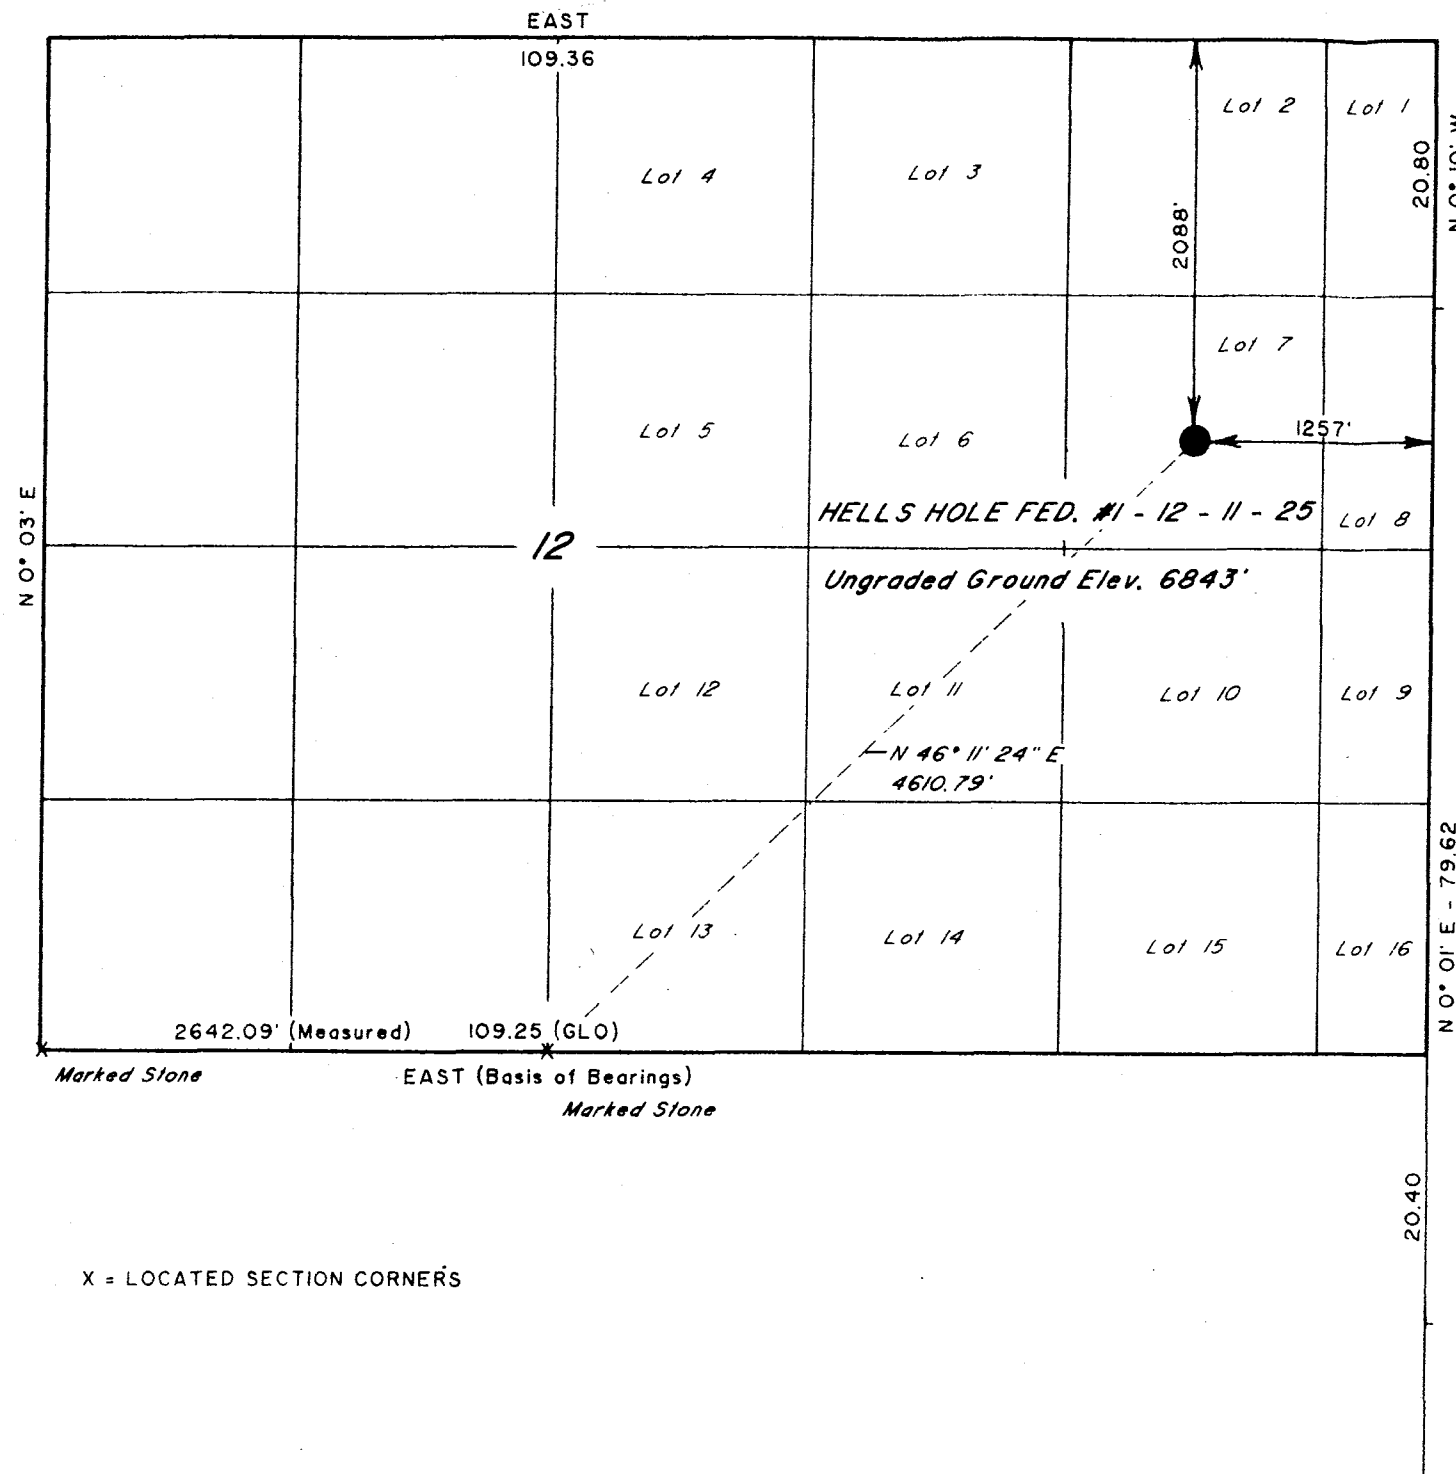 EAST
109.36
Lot 2
Lot 1
N 0° 10' W
20.80
Lot 4
Lot 3
2088'
Lot 7
Lot 5
Lot 6
1257'
N 0° 03' E
HELLS HOLE FED. #1 - 12 - 11 - 25
Lot 8
12
Ungraded Ground Elev. 6843'
Lot 12
Lot 11
Lot 10
Lot 9
N 46° 11' 24" E
4610.79'
N 0° 01' E - 79.62
Lot 13
Lot 14
Lot 15
Lot 16
2642.09' (Measured)
109.25 (GLO)
Marked Stone
EAST (Basis of Bearings)
Marked Stone
20.40
X = LOCATED SECTION CORNERS